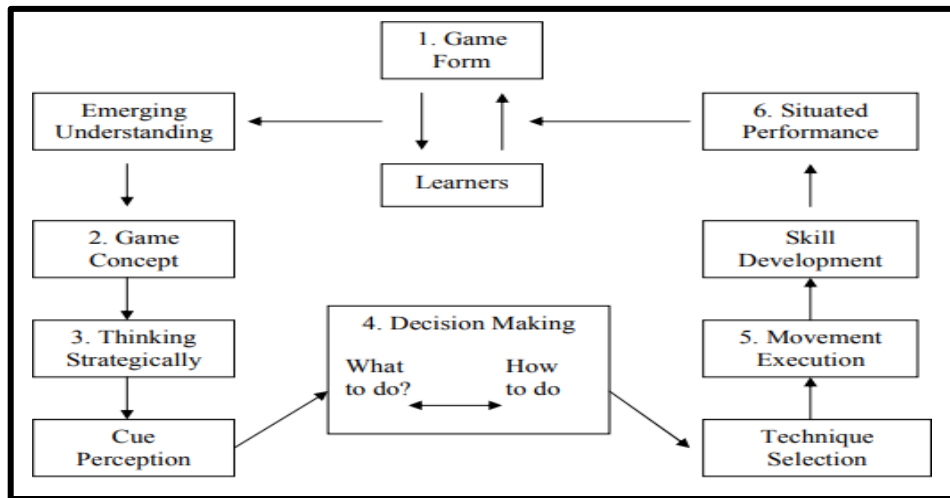 1. Game
Form
Emerging
Understanding
6. Situated
Performance
Learners
2. Game
Concept
Skill
Development
3. Thinking
Strategically
4. Decision Making
What
to do?
How
to do
5. Movement
Execution
Cue
Perception
Technique
Selection